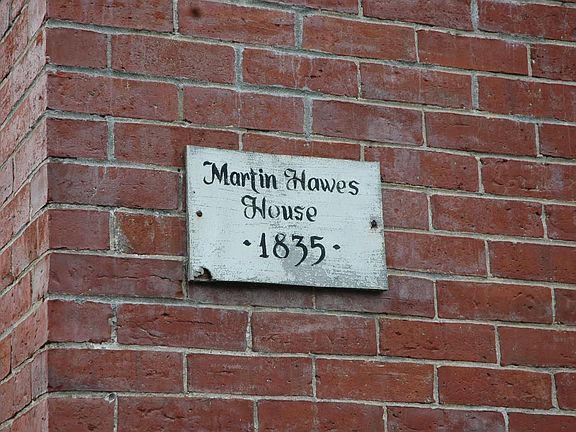 Martin Hawes
House
· 1835 ·